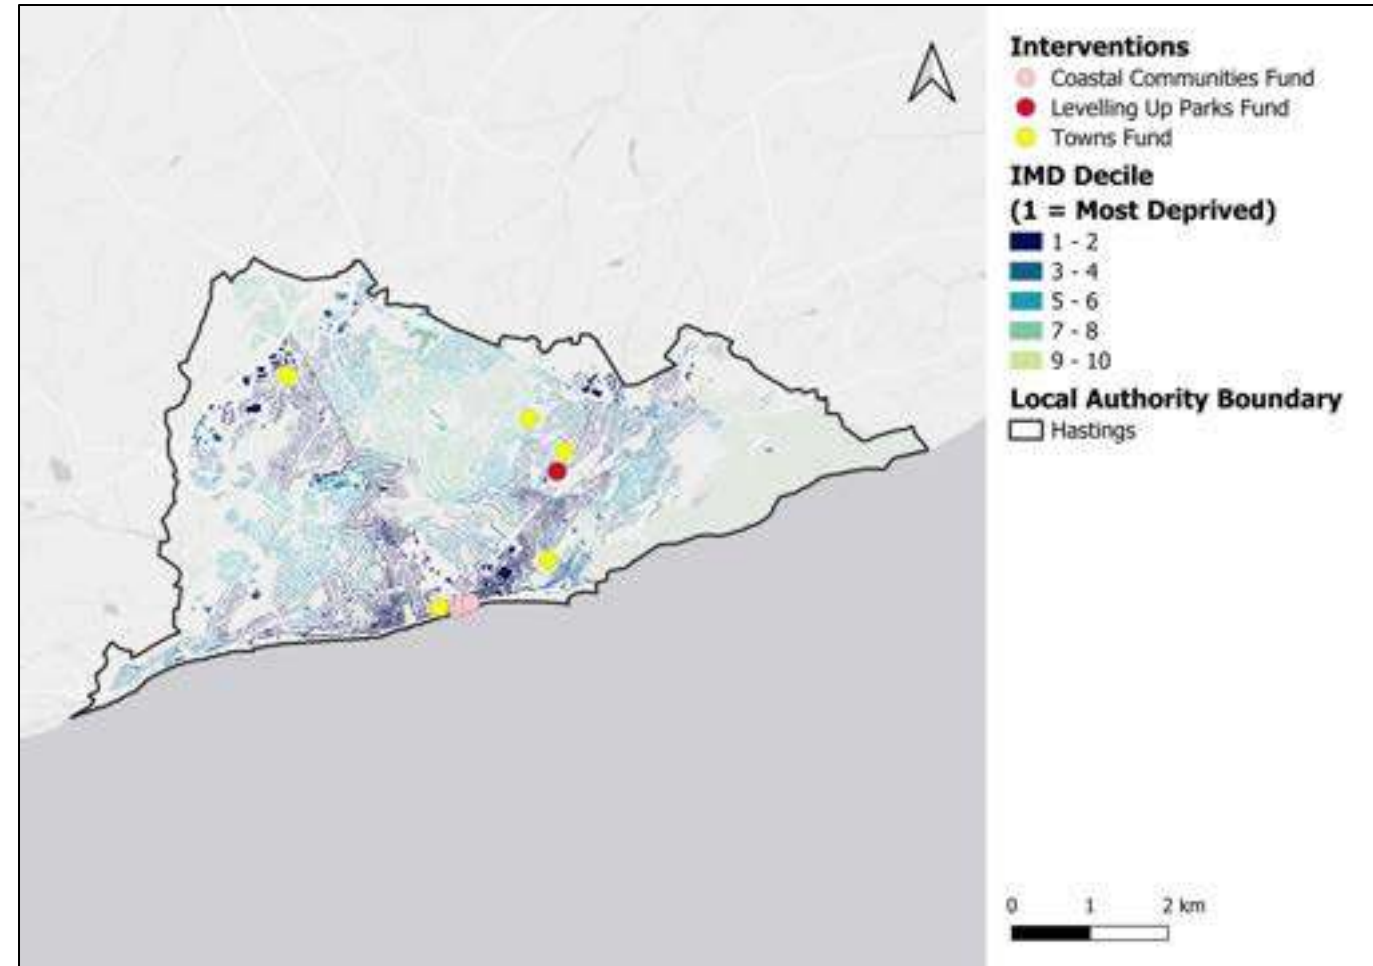 Interventions
Coastal Communities Fund
Levelling Up Parks Fund
Towns Fund
IMD Decile
(1 = Most Deprived)
1 - 2
3 - 4
5 - 6
7 - 8
9 - 10
Local Authority Boundary
Hastings
0 1 2 km